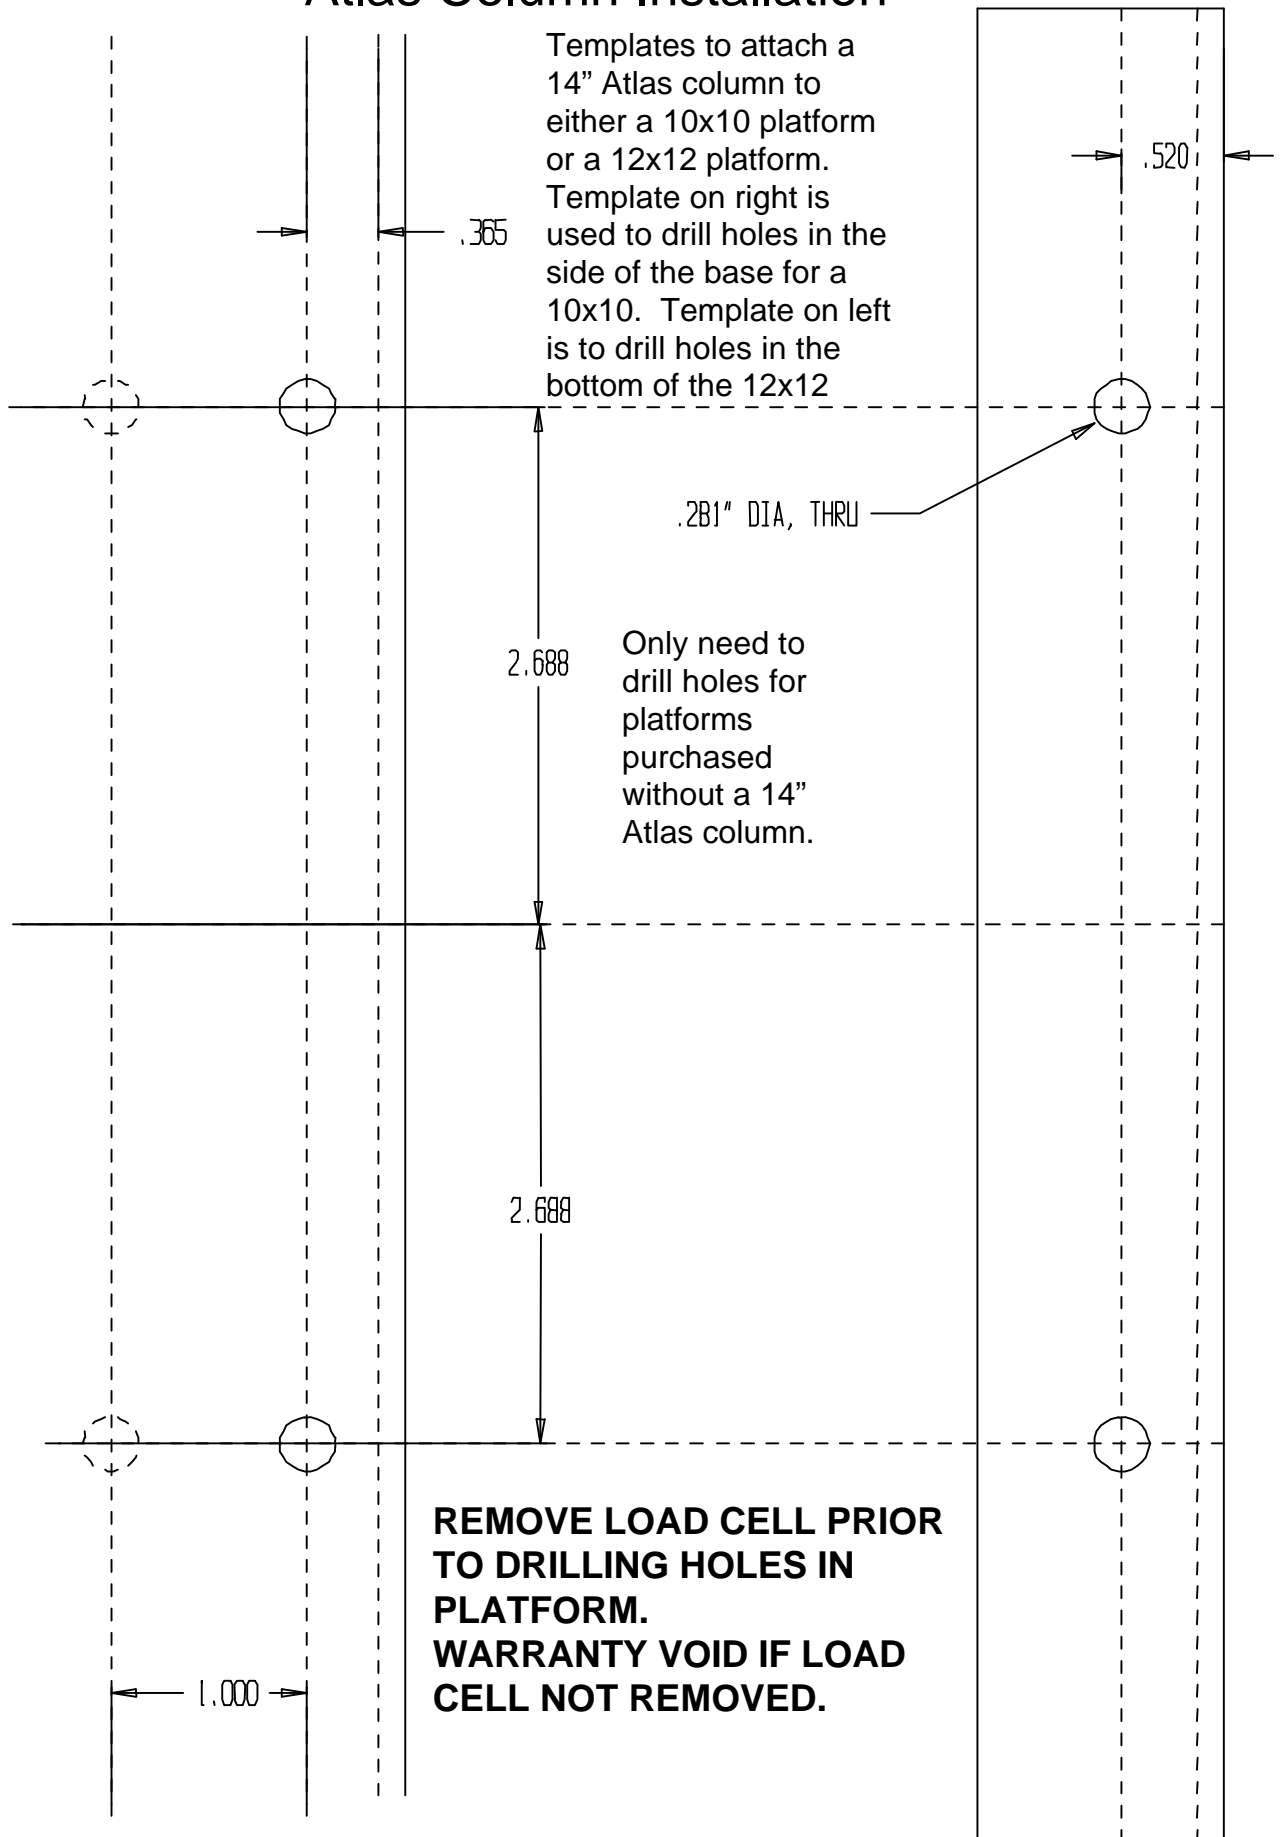 Atlas Column Installation
Templates to attach a
14” Atlas column to
either a 10x10 platform
or a 12x12 platform.
Template on right is
used to drill holes in the
side of the base for a
10x10.  Template on left
is to drill holes in the
bottom of the 12x12
.520
.365
.281" DIA, THRU
2.688
Only need to
drill holes for
platforms
purchased
without a 14”
Atlas column.
2.688
REMOVE LOAD CELL PRIOR
TO DRILLING HOLES IN
PLATFORM.
WARRANTY VOID IF LOAD
CELL NOT REMOVED.
1.000